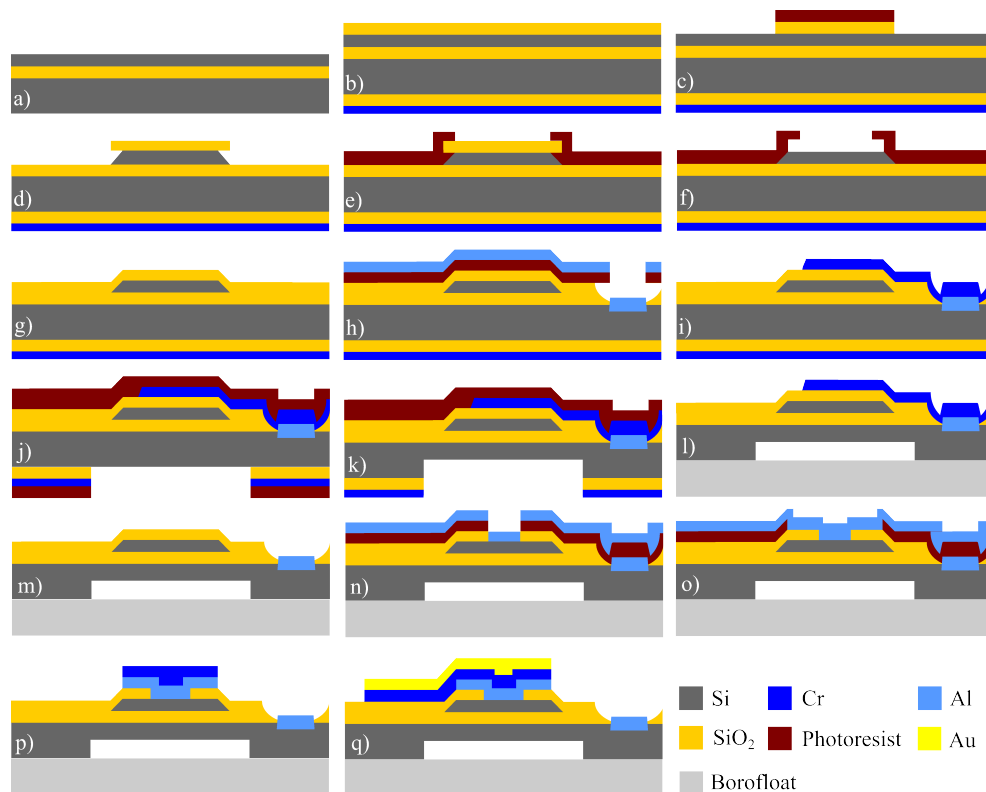 a)
b)
c)
d)
e)
f)
g)
h)
i)
j)
k)
l)
m)
n)
o)
p)
q)
Si
Cr
Al
SiO₂
Photoresist
Au
Borofloat